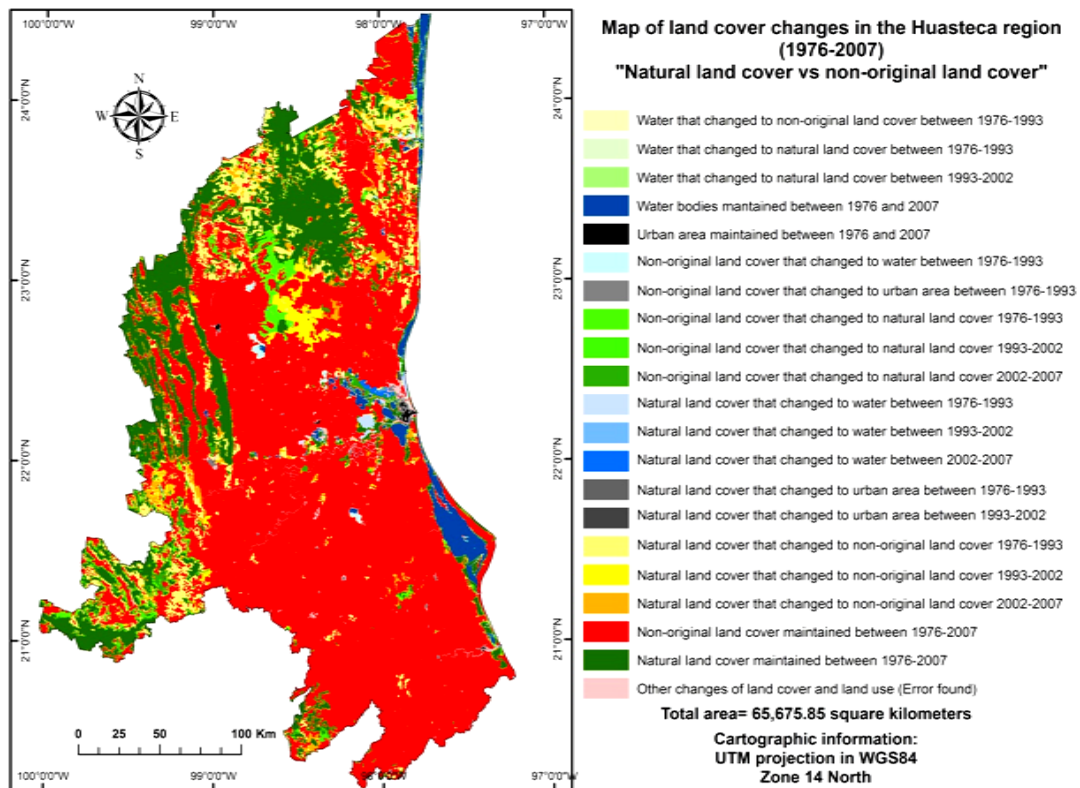 100°0'0"W 99°0'0"W 98°0'0"W 97°0'0"W
24°0'0"N
23°0'0"N
22°0'0"N
21°0'0"N
N
W E
S
24°0'0"N
23°0'0"N
22°0'0"N
21°0'0"N
0 25 50 100 Km
100°0'0"W 99°0'0"W 98°0'0"W 97°0'0"W
Map of land cover changes in the Huasteca region
(1976-2007)
"Natural land cover vs non-original land cover"
Water that changed to non-original land cover between 1976-1993
Water that changed to natural land cover between 1976-1993
Water that changed to natural land cover between 1993-2002
Water bodies mantained between 1976 and 2007
Urban area maintained between 1976 and 2007
Non-original land cover that changed to water between 1976-1993
Non-original land cover that changed to urban area between 1976-1993
Non-original land cover that changed to natural land cover 1976-1993
Non-original land cover that changed to natural land cover 1993-2002
Non-original land cover that changed to natural land cover 2002-2007
Natural land cover that changed to water between 1976-1993
Natural land cover that changed to water between 1993-2002
Natural land cover that changed to water between 2002-2007
Natural land cover that changed to urban area between 1976-1993
Natural land cover that changed to urban area between 1993-2002
Natural land cover that changed to non-original land cover 1976-1993
Natural land cover that changed to non-original land cover 1993-2002
Natural land cover that changed to non-original land cover 2002-2007
Non-original land cover maintained between 1976-2007
Natural land cover maintained between 1976-2007
Other changes of land cover and land use (Error found)
Total area= 65,675.85 square kilometers
Cartographic information:
UTM projection in WGS84
Zone 14 North